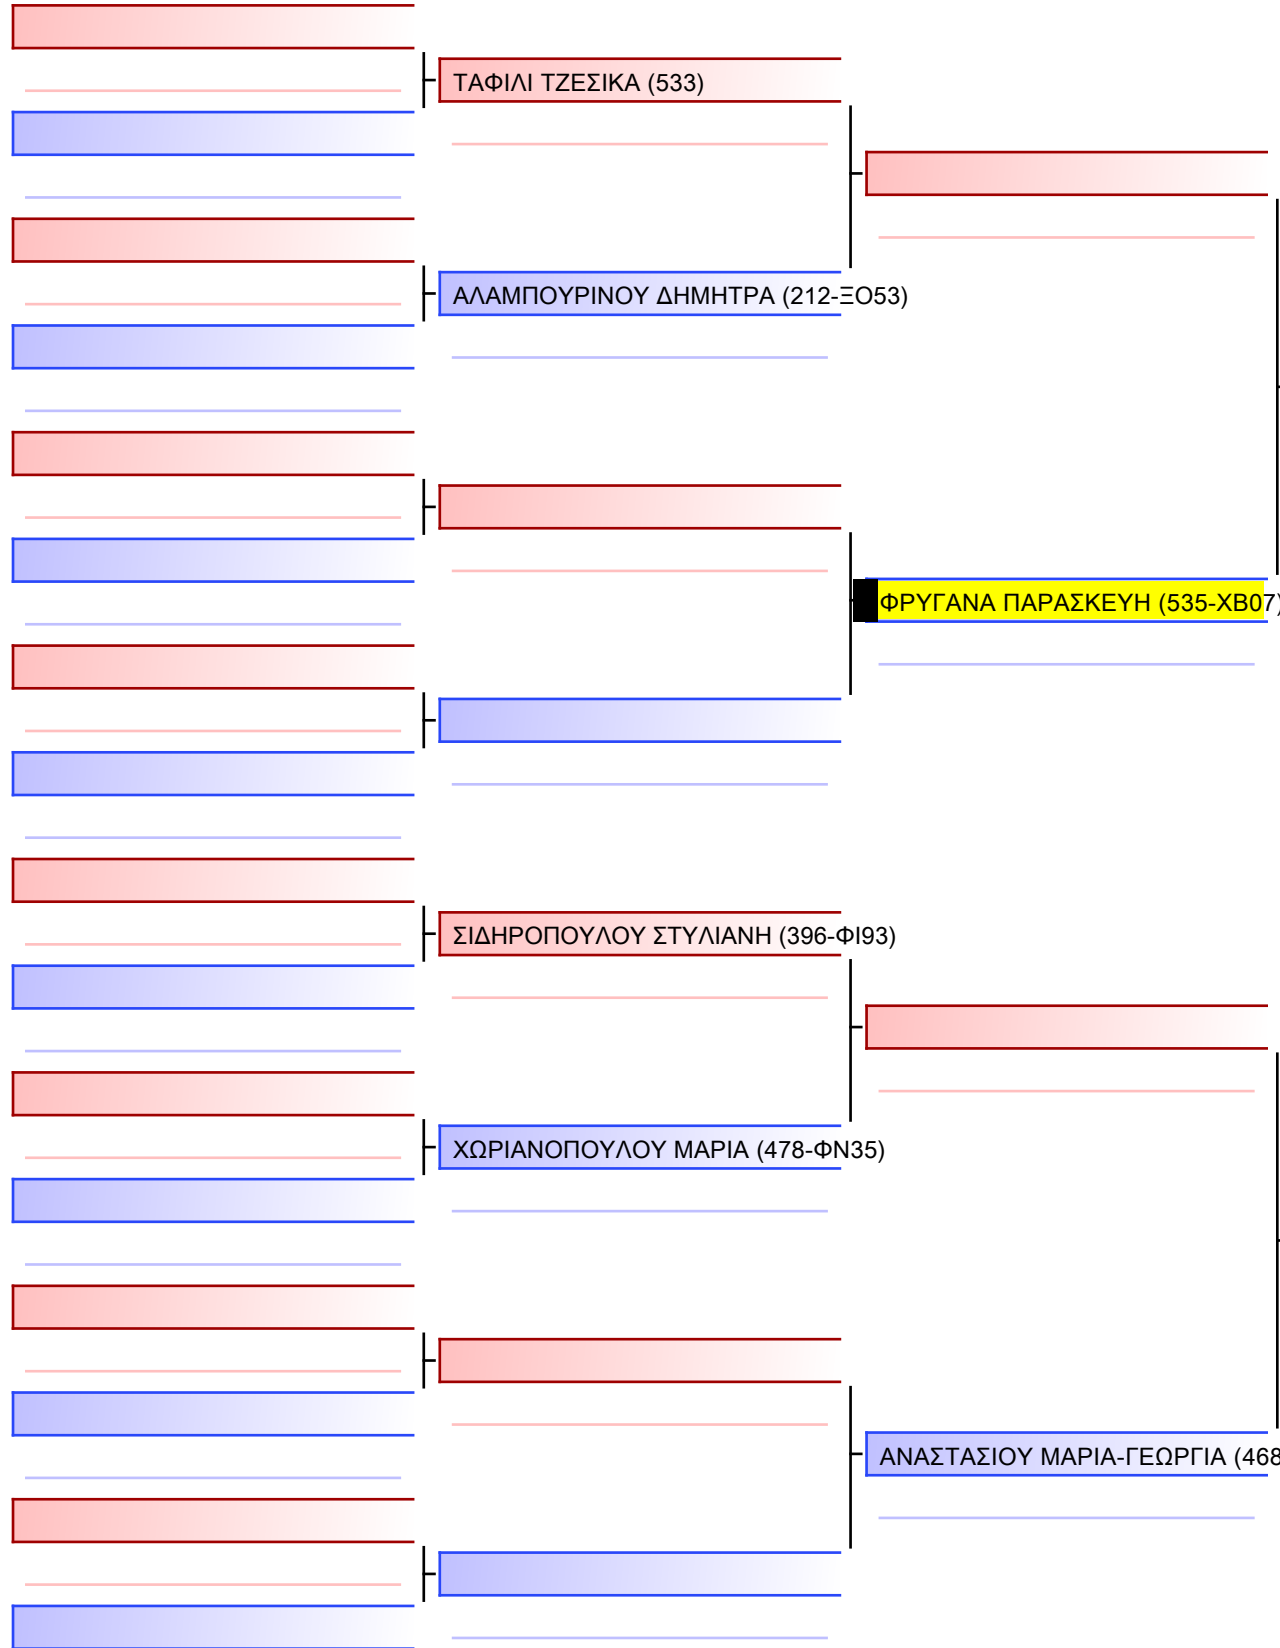 ΤΑΦΙΛΙ ΤΖΕΣΙΚΑ (533)
ΑΛΑΜΠΟΥΡΙΝΟΥ ΔΗΜΗΤΡΑ (212-ΞΟ53)
ΦΡΥΓΑΝΑ ΠΑΡΑΣΚΕΥΗ (535-ΧΒ07)
ΣΙΔΗΡΟΠΟΥΛΟΥ ΣΤΥΛΙΑΝΗ (396-ΦΙ93)
ΧΩΡΙΑΝΟΠΟΥΛΟΥ ΜΑΡΙΑ (478-ΦΝ35)
ΑΝΑΣΤΑΣΙΟΥ ΜΑΡΙΑ-ΓΕΩΡΓΙΑ (468